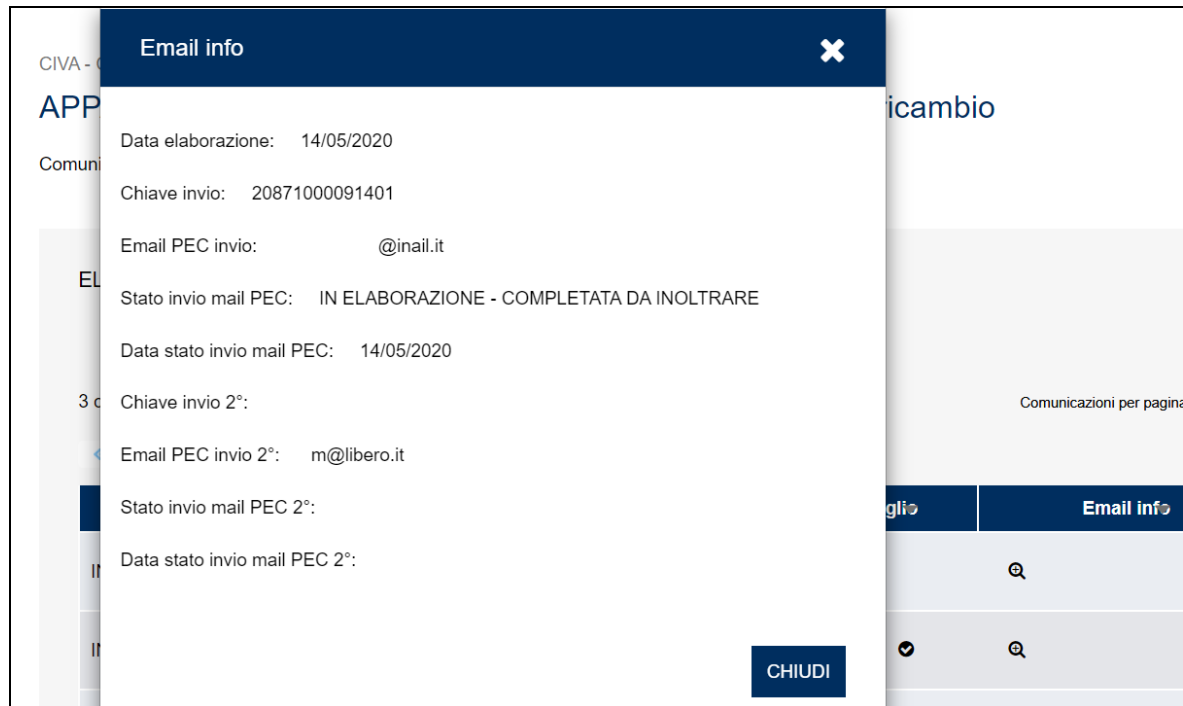 Email info
CIVA -
APP
icambio
Data elaborazione: 14/05/2020
Comuni
Chiave invio: 20871000091401
Email PEC invio: @inail.it
EL
Stato invio mail PEC: IN ELABORAZIONE - COMPLETATA DA INOLTRARE
Data stato invio mail PEC: 14/05/2020
3
Chiave invio 2°:
Comunicazioni per pagina
Email PEC invio 2°: m@libero.it
Stato invio mail PEC 2°:
glio
Email info
Data stato invio mail PEC 2°:
CHIUDI